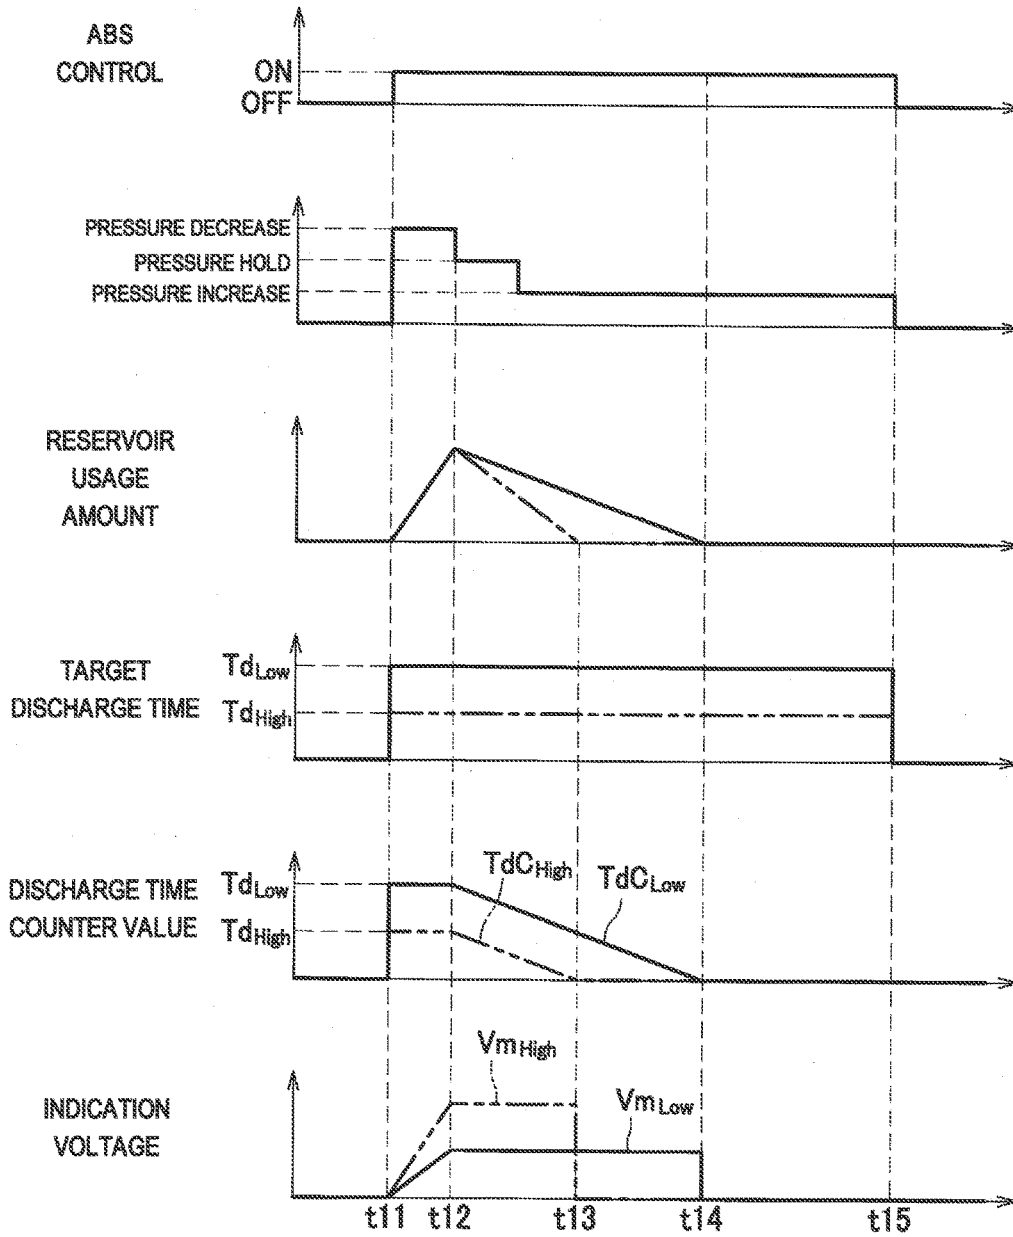 ABS
CONTROL
ON
OFF
PRESSURE DECREASE
PRESSURE HOLD
PRESSURE INCREASE
RESERVOIR
USAGE
AMOUNT
TARGET
DISCHARGE TIME
TdLow
TdHigh
DISCHARGE TIME
COUNTER VALUE
TdLow
TdHigh
TdCHigh
TdCLow
INDICATION
VOLTAGE
VmHigh
VmLow
t11 t12 t13 t14 t15